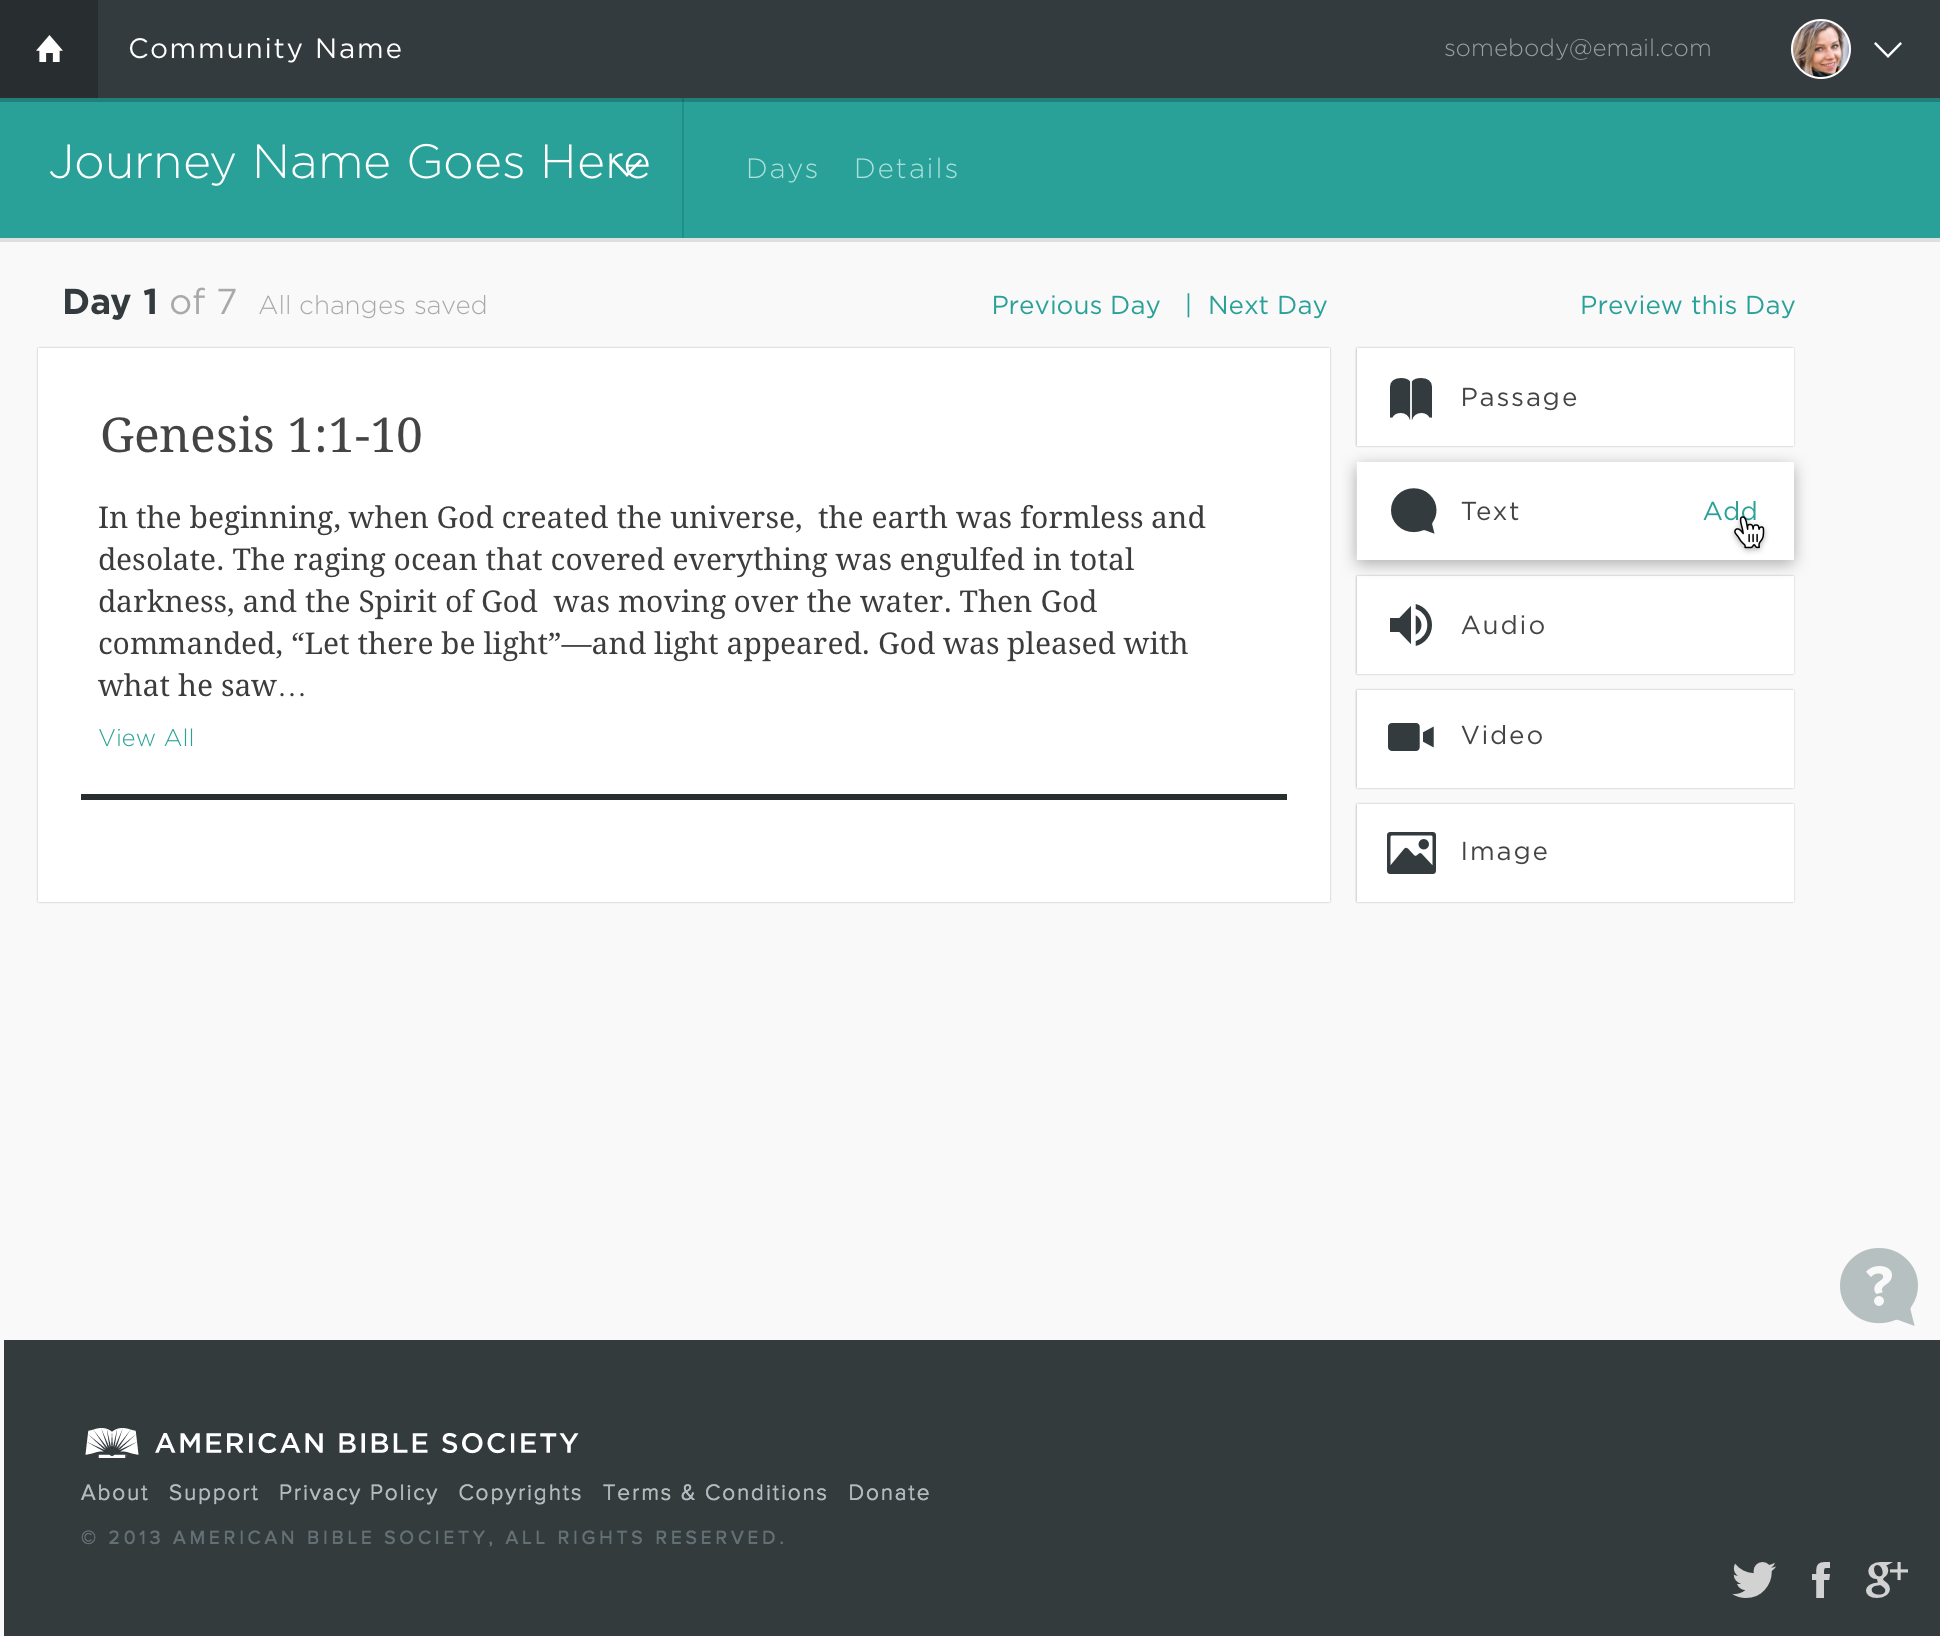 Community Name
somebody@email.com
Journey Name Goes Here
Days
Details
Day 1 of 7 All changes saved
Previous Day | Next Day
Preview this Day
Genesis 1:1-10
In the beginning, when God created the universe,  the earth was formless and
desolate. The raging ocean that covered everything was engulfed in total
darkness, and the Spirit of God  was moving over the water. Then God
commanded, “Let there be light”—and light appeared. God was pleased with
what he saw…
View All
Passage
Text
Add
Audio
Video
Image
?
AMERICAN BIBLE SOCIETY
About Support Privacy Policy Copyrights Terms & Conditions Donate
© 2013 AMERICAN BIBLE SOCIETY, ALL RIGHTS RESERVED.
f g+